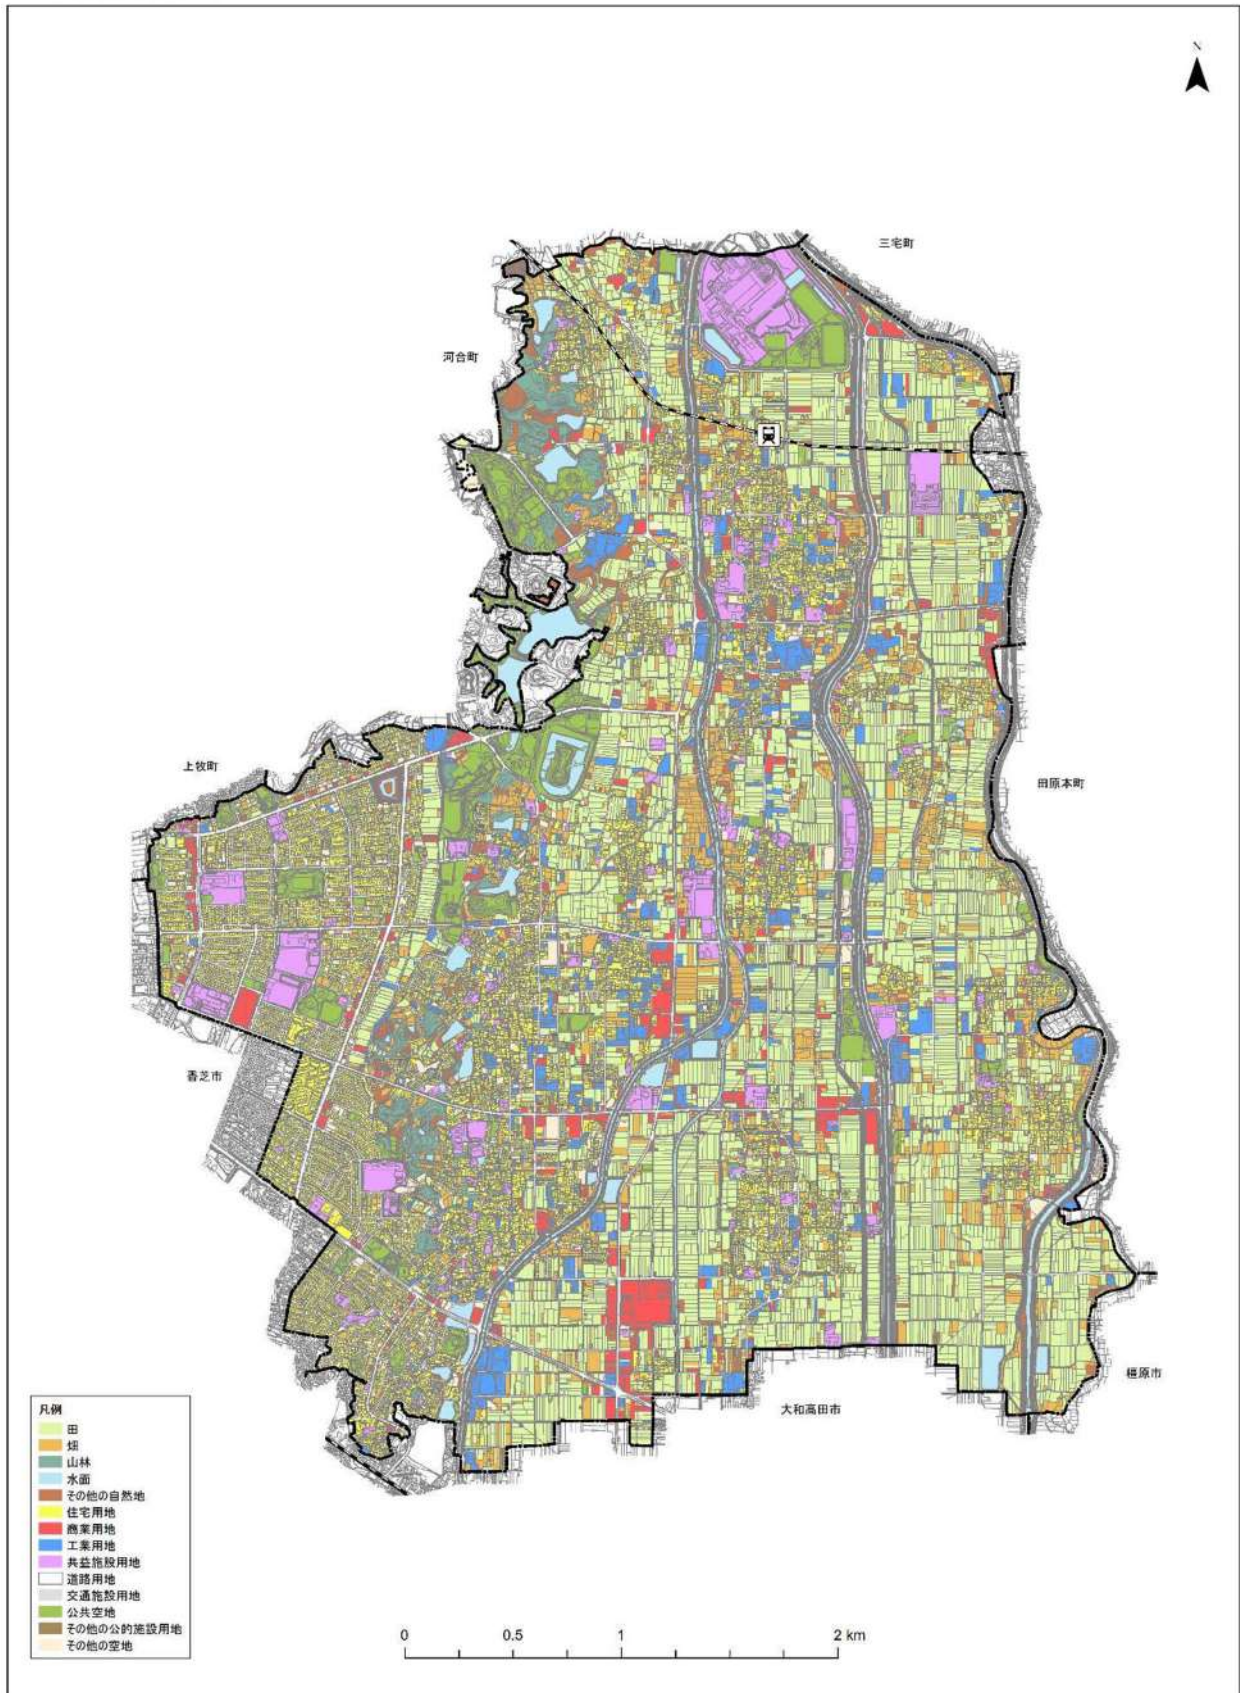 N
三宅町
河合町
上牧町
田原本町
香芝市
橿原市
大和高田市
凡例
田
畑
山林
水面
その他の自然地
住宅用地
商業用地
工業用地
共益施設用地
道路用地
交通施設用地
公共空地
その他の公的施設用地
その他の空地
0 0.5 1 2 km